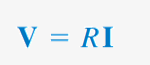 V = RI